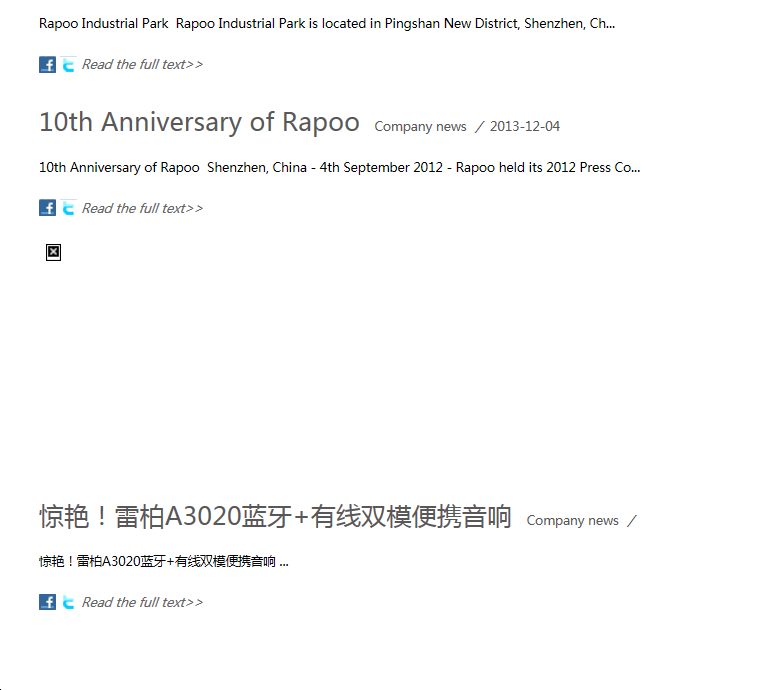 Rapoo Industrial Park  Rapoo Industrial Park is located in Pingshan New District, Shenzhen, Ch...
Read the full text>>
10th Anniversary of Rapoo Company news / 2013-12-04
10th Anniversary of Rapoo  Shenzhen, China - 4th September 2012 - Rapoo held its 2012 Press Co...
Read the full text>>
惊艳！雷柏A3020蓝牙+有线双模便携音响 Company news /
惊艳！雷柏A3020蓝牙+有线双模便携音响 ...
Read the full text>>